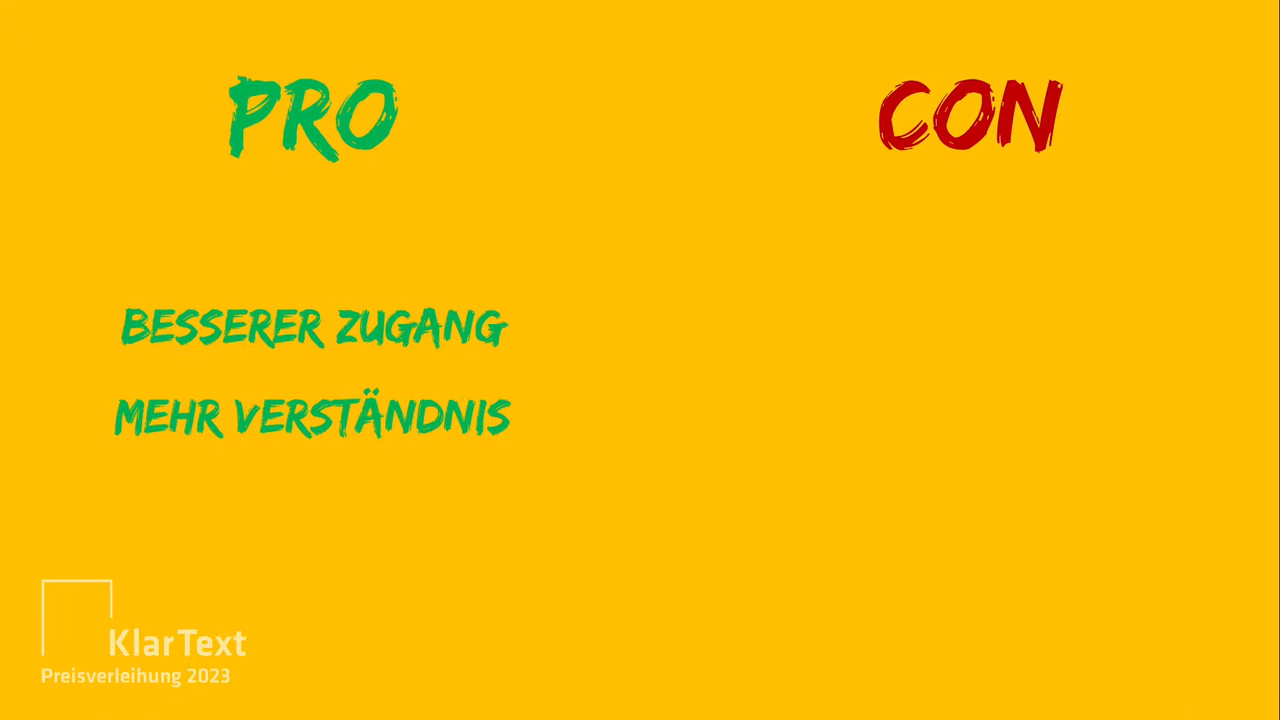 PRO
CON
BESSERER ZUGANG
MEHR VERSTÄNDNIS
KlarText
Preisverleihung 2023